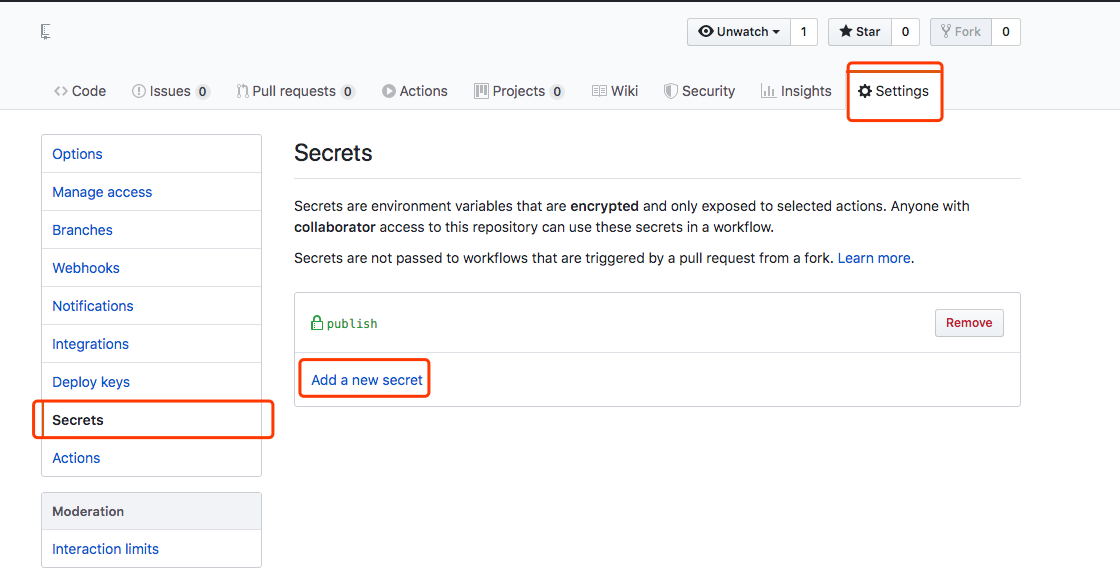 Unwatch 1 Star 0 Fork 0
Code Issues 0 Pull requests 0 Actions Projects 0 Wiki Security Insights Settings
Options
Manage access
Branches
Webhooks
Notifications
Integrations
Deploy keys
Secrets
Actions
Moderation
Interaction limits
Secrets
Secrets are environment variables that are encrypted and only exposed to selected actions. Anyone with
collaborator access to this repository can use these secrets in a workflow.
Secrets are not passed to workflows that are triggered by a pull request from a fork. Learn more.
publish Remove
Add a new secret